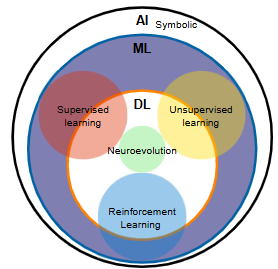 AI
Symbolic
ML
DL
Supervised
learning
Unsupervised
learning
Neuroevolution
Reinforcement
Learning